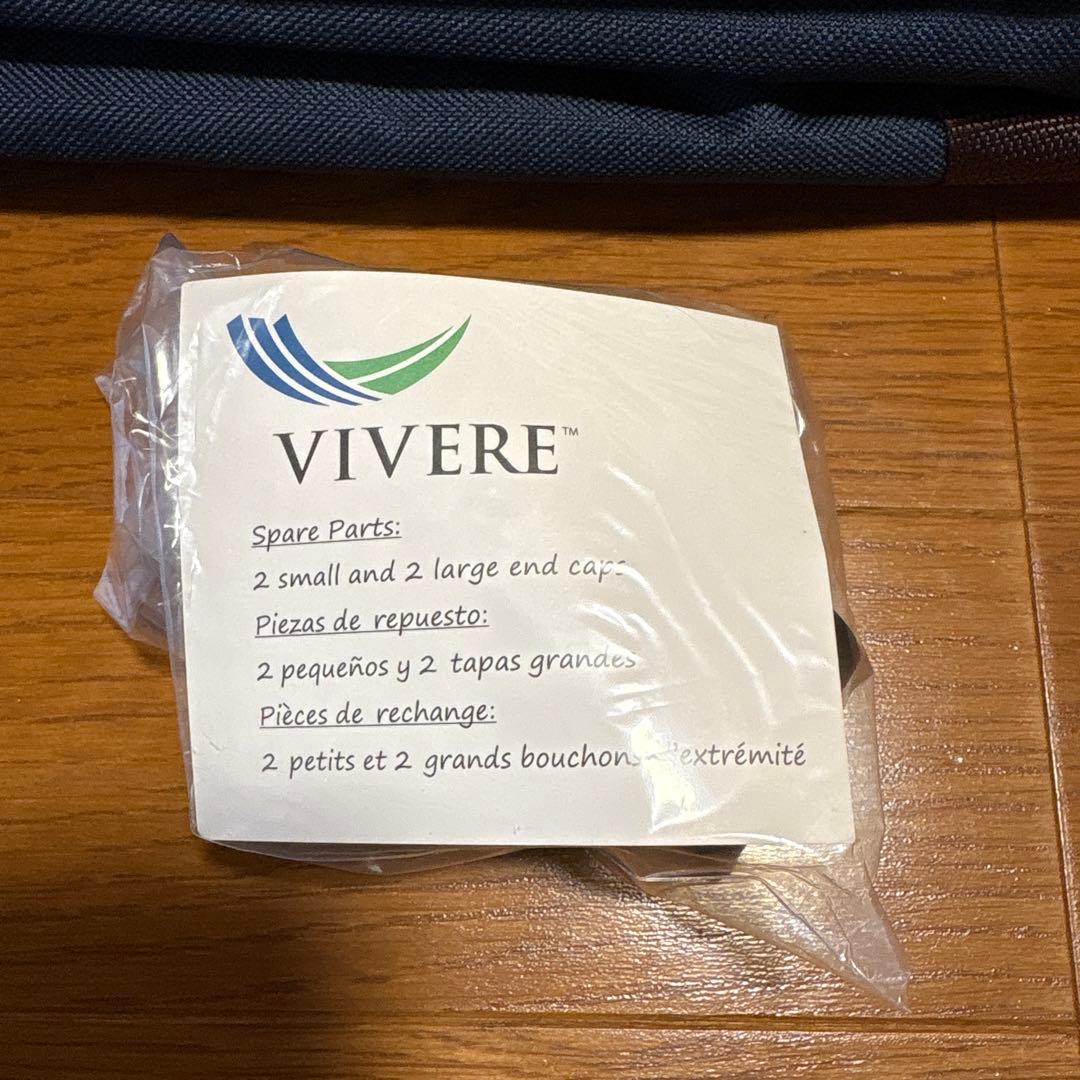 VIVERE™
Spare Parts:
2 small and 2 large end caps
Piezas de repuesto:
2 pequeños y 2 tapas grandes
Pièces de rechange:
2 petits et 2 grands bouchons d'extrémité